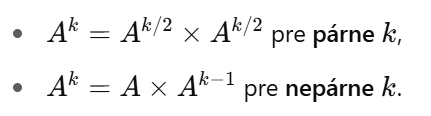 • A^{k} = A^{k/2} × A^{k/2} pre párne k,
• A^{k} = A × A^{k−1} pre nepárne k.